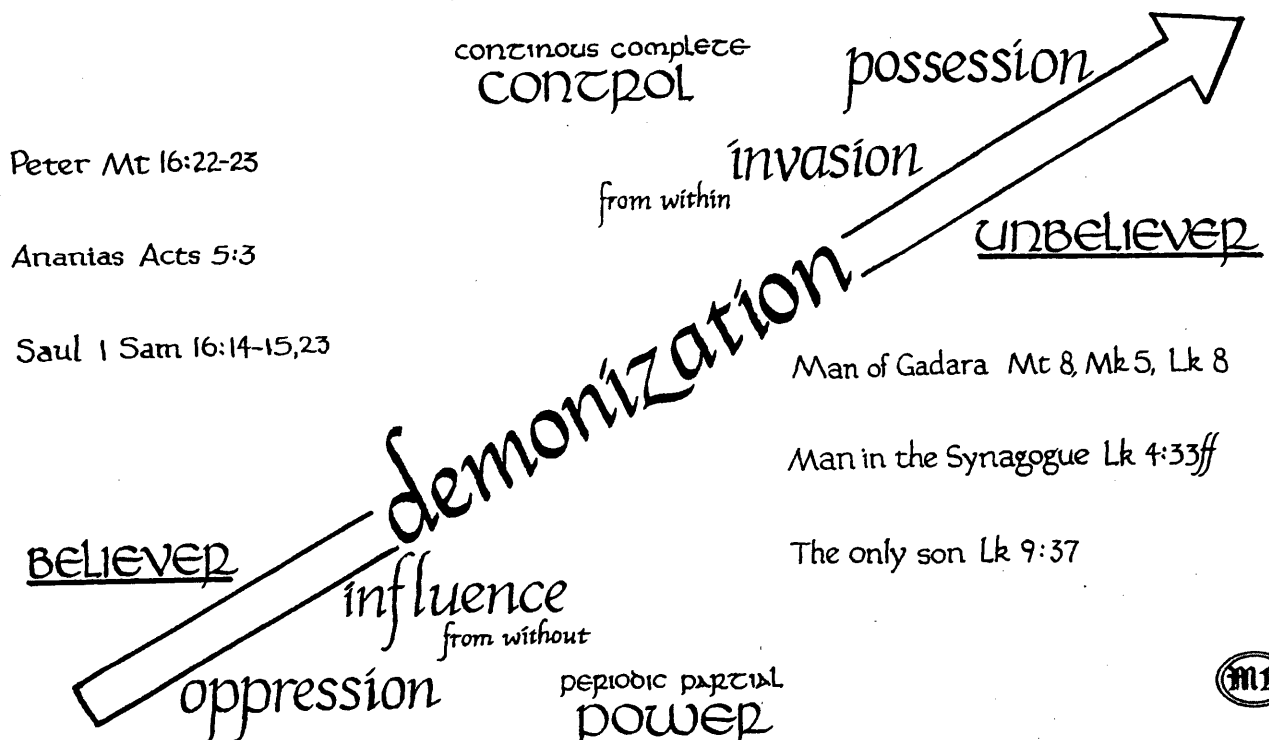 continous complete
CONTROL
possession
Peter Mt 16:22-23
invasion
from within
Ananias Acts 5:3
UNBELIEVER
Saul 1 Sam 16:14-15,23
demonization
Man of Gadara Mt 8, Mk 5, Lk 8
Man in the Synagogue Lk 4:33ff
BELIEVER
The only son Lk 9:37
influence
from without
oppression
periodic partial
POWER